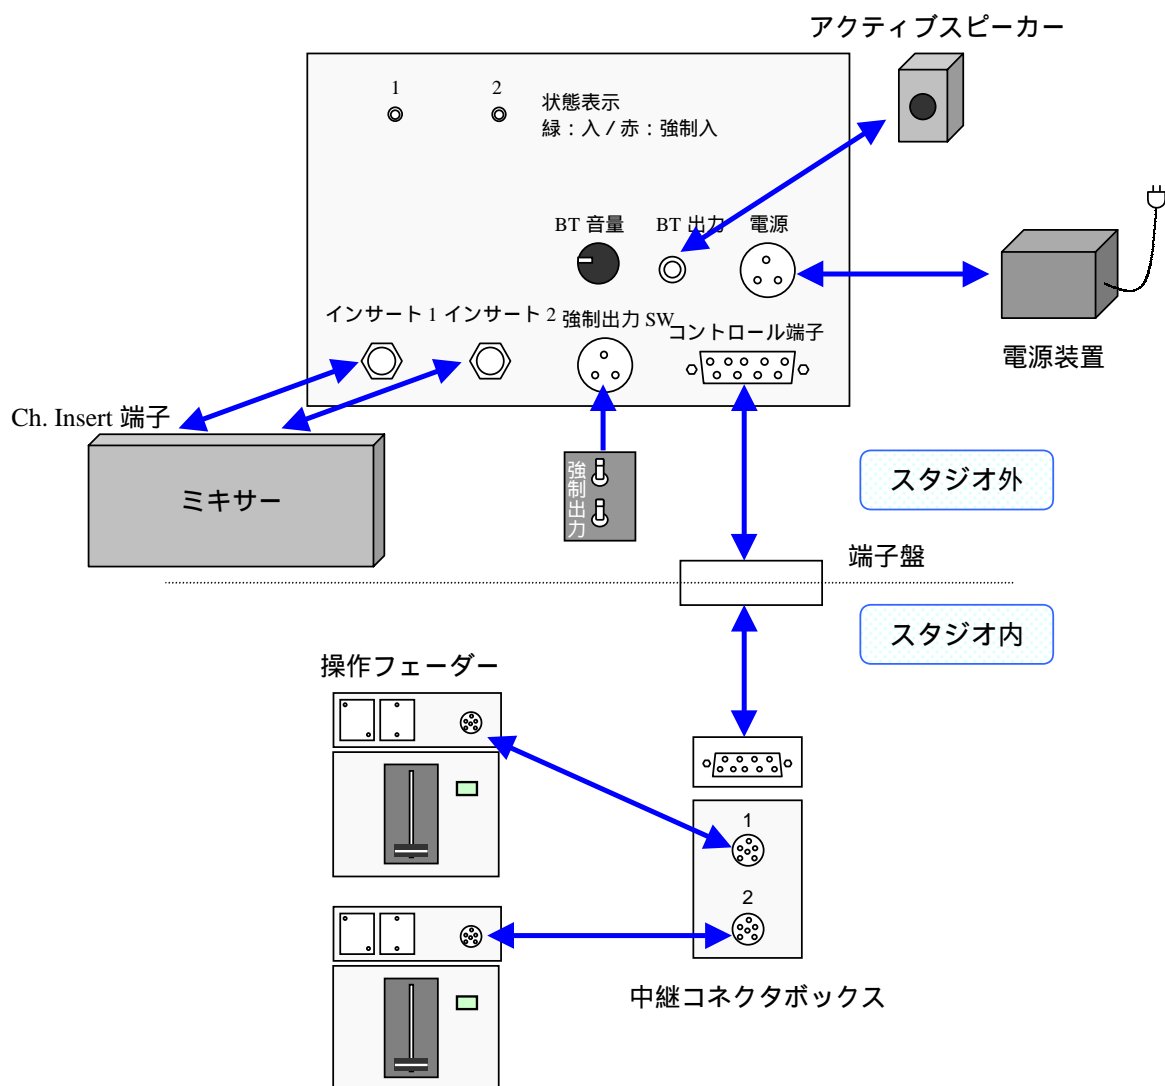 アクティブスピーカー
1
2
状態表示
緑：入 / 赤：強制入
BT 音量
BT 出力
電源
インサート 1
インサート 2
強制出力 SW
コントロール端子
電源装置
Ch. Insert 端子
ミキサー
強制出力
スタジオ外
端子盤
スタジオ内
操作フェーダー
1
2
中継コネクタボックス